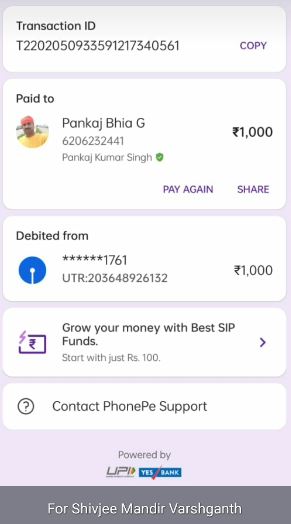 Transaction ID
T2202050933591217340561
COPY
Paid to
Pankaj Bhia G
₹1,000
6206232441
Pankaj Kumar Singh
PAY AGAIN
SHARE
Debited from
******1761
₹1,000
UTR:203648926132
Grow your money with Best SIP
Funds.
Start with just Rs. 100.
Contact PhonePe Support
Powered by
UPI YES BANK
For Shivjee Mandir Varshganth